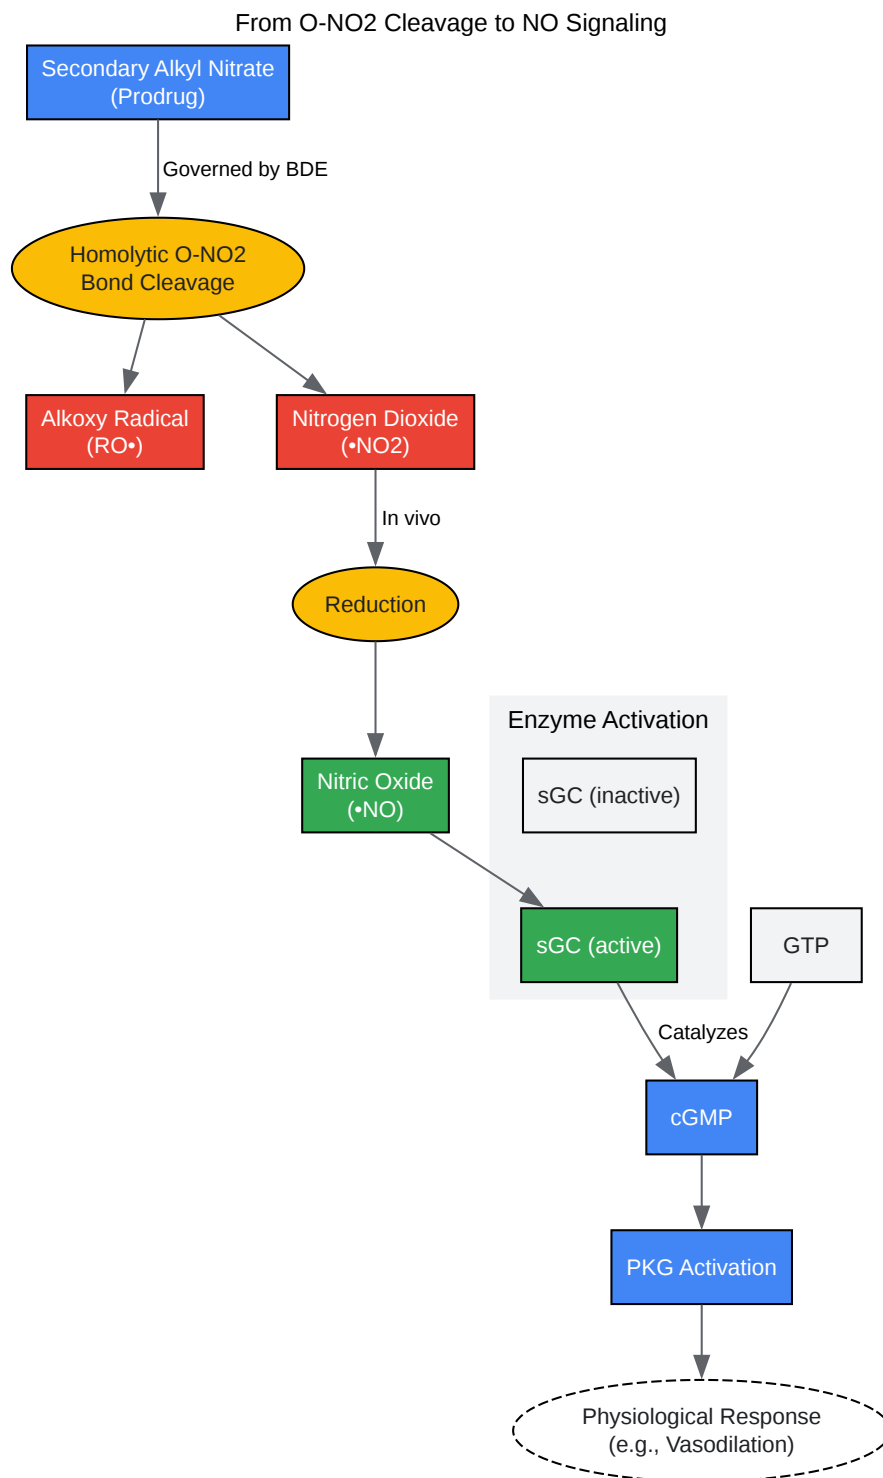 From O-NO2 Cleavage to NO Signaling
Secondary Alkyl Nitrate
(Prodrug)
Governed by BDE
Homolytic O-NO2
Bond Cleavage
Alkoxy Radical
(RO•)
Nitrogen Dioxide
(•NO2)
In vivo
Reduction
Enzyme Activation
Nitric Oxide
(•NO)
sGC (inactive)
sGC (active)
GTP
Catalyzes
cGMP
PKG Activation
Physiological Response
(e.g., Vasodilation)